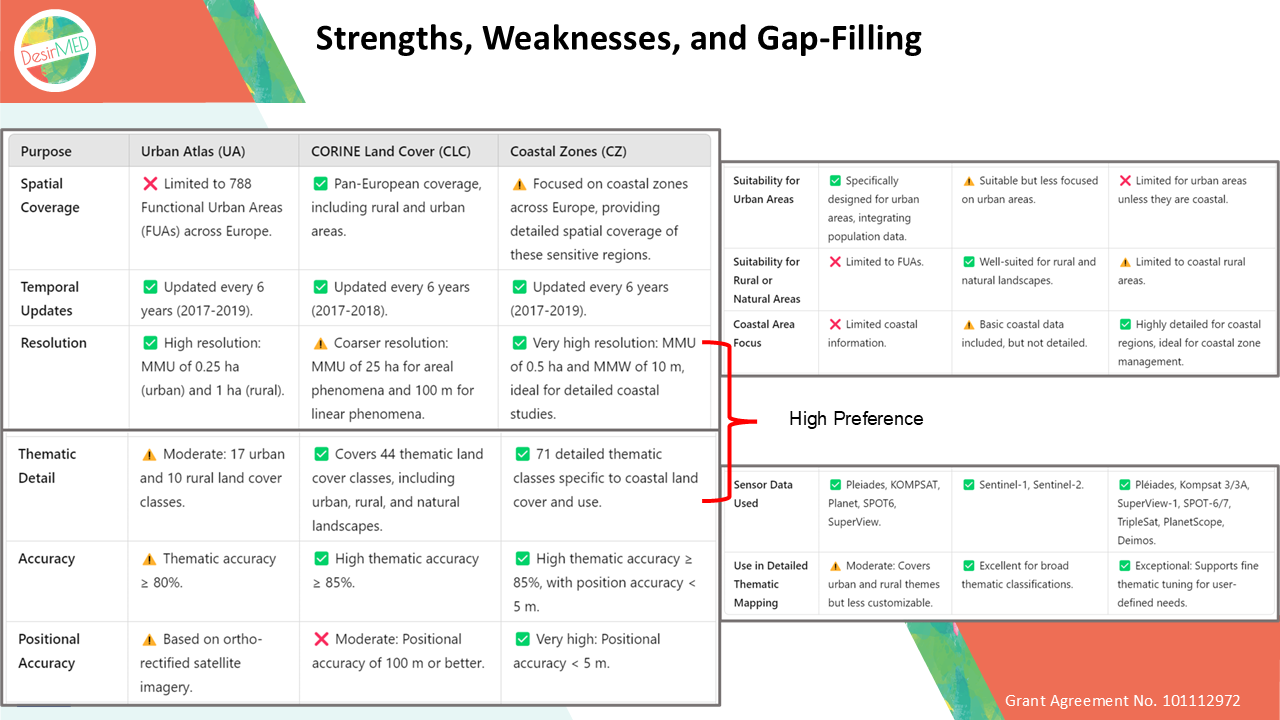 DesirMED
Strengths, Weaknesses, and Gap-Filling
Purpose
Urban Atlas (UA)
CORINE Land Cover (CLC)
Coastal Zones (CZ)
Spatial
Coverage
❌ Limited to 788
Functional Urban Areas
(FUAs) across Europe.
✅ Pan-European coverage,
including rural and urban
areas.
⚠️ Focused on coastal zones
across Europe, providing
detailed spatial coverage of
these sensitive regions.
Temporal
Updates
✅ Updated every 6
years (2017-2019).
✅ Updated every 6 years
(2017-2018).
✅ Updated every 6 years
(2017-2019).
Resolution
✅ High resolution:
MMU of 0.25 ha
(urban) and 1 ha (rural).
⚠️ Coarser resolution:
MMU of 25 ha for areal
phenomena and 100 m for
linear phenomena.
✅ Very high resolution: MMU
of 0.5 ha and MMW of 10 m,
ideal for detailed coastal
studies.
Thematic
Detail
⚠️ Moderate: 17 urban
and 10 rural land cover
classes.
✅ Covers 44 thematic land
cover classes, including
urban, rural, and natural
landscapes.
✅ 71 detailed thematic
classes specific to coastal land
cover and use.
Accuracy
⚠️ Thematic accuracy
≥ 80%.
✅ High thematic accuracy
≥ 85%.
✅ High thematic accuracy ≥
85%, with position accuracy <
5 m.
Positional
Accuracy
⚠️ Based on ortho-
rectified satellite
imagery.
❌ Moderate: Positional
accuracy of 100 m or better.
✅ Very high: Positional
accuracy < 5 m.
Suitability for
Urban Areas
✅ Specifically
designed for urban
areas, integrating
population data.
⚠️ Suitable but less focused
on urban areas.
❌ Limited for urban areas
unless they are coastal.
Suitability for
Rural or
Natural Areas
❌ Limited to FUAs.
✅ Well-suited for rural and
natural landscapes.
⚠️ Limited to coastal rural
areas.
Coastal Area
Focus
❌ Limited coastal
information.
⚠️ Basic coastal data
included, but not detailed.
✅ Highly detailed for coastal
regions, ideal for coastal zone
management.
High Preference
Sensor Data
Used
✅ Pleiades, KOMPSAT,
Planet, SPOT6,
SuperView.
✅ Sentinel-1, Sentinel-2.
✅ Pléiades, Kompsat 3/3A,
SuperView-1, SPOT-6/7,
TripleSat, PlanetScope,
Deimos.
Use in Detailed
Thematic
Mapping
⚠️ Moderate: Covers
urban and rural themes
but less customizable.
✅ Excellent for broad
thematic classifications.
✅ Exceptional: Supports fine
thematic tuning for user-
defined needs.
Grant Agreement No. 101112972